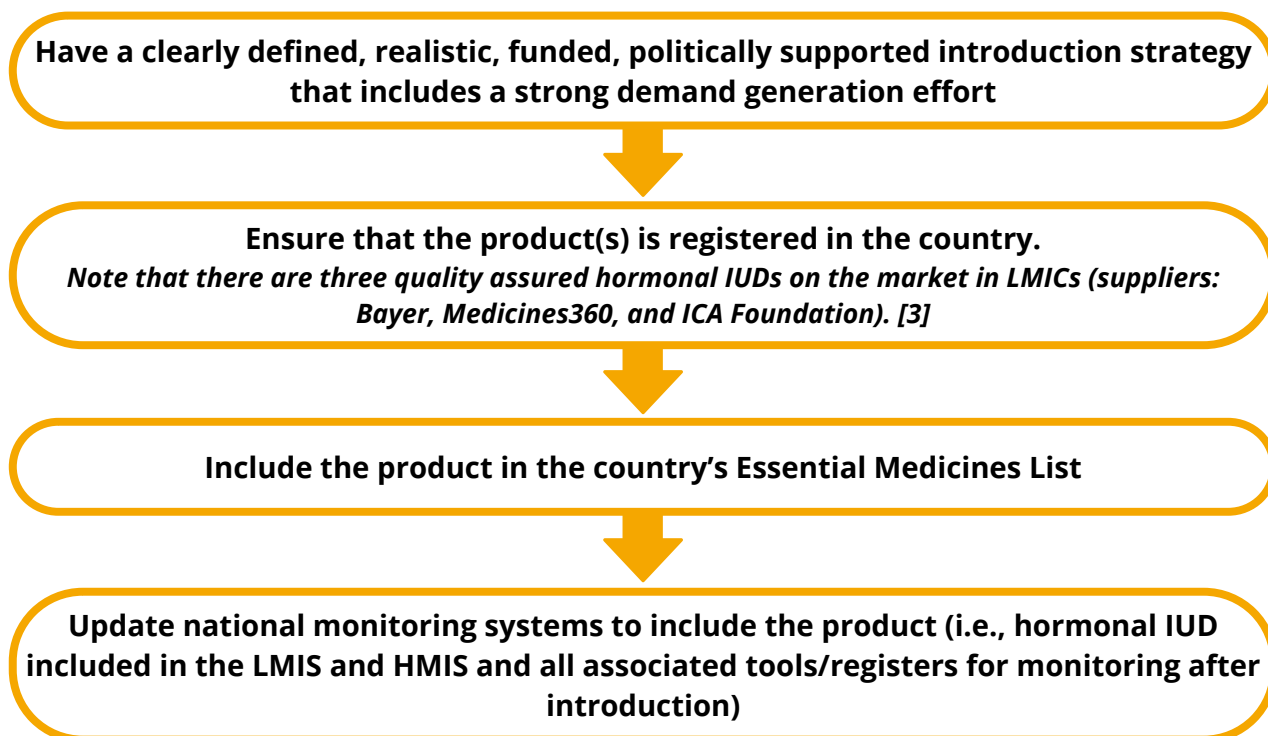 Have a clearly defined, realistic, funded, politically supported introduction strategy
that includes a strong demand generation effort
Ensure that the product(s) is registered in the country.
Note that there are three quality assured hormonal IUDs on the market in LMICs (suppliers:
Bayer, Medicines360, and ICA Foundation). [3]
Include the product in the country’s Essential Medicines List
Update national monitoring systems to include the product (i.e., hormonal IUD
included in the LMIS and HMIS and all associated tools/registers for monitoring after
introduction)